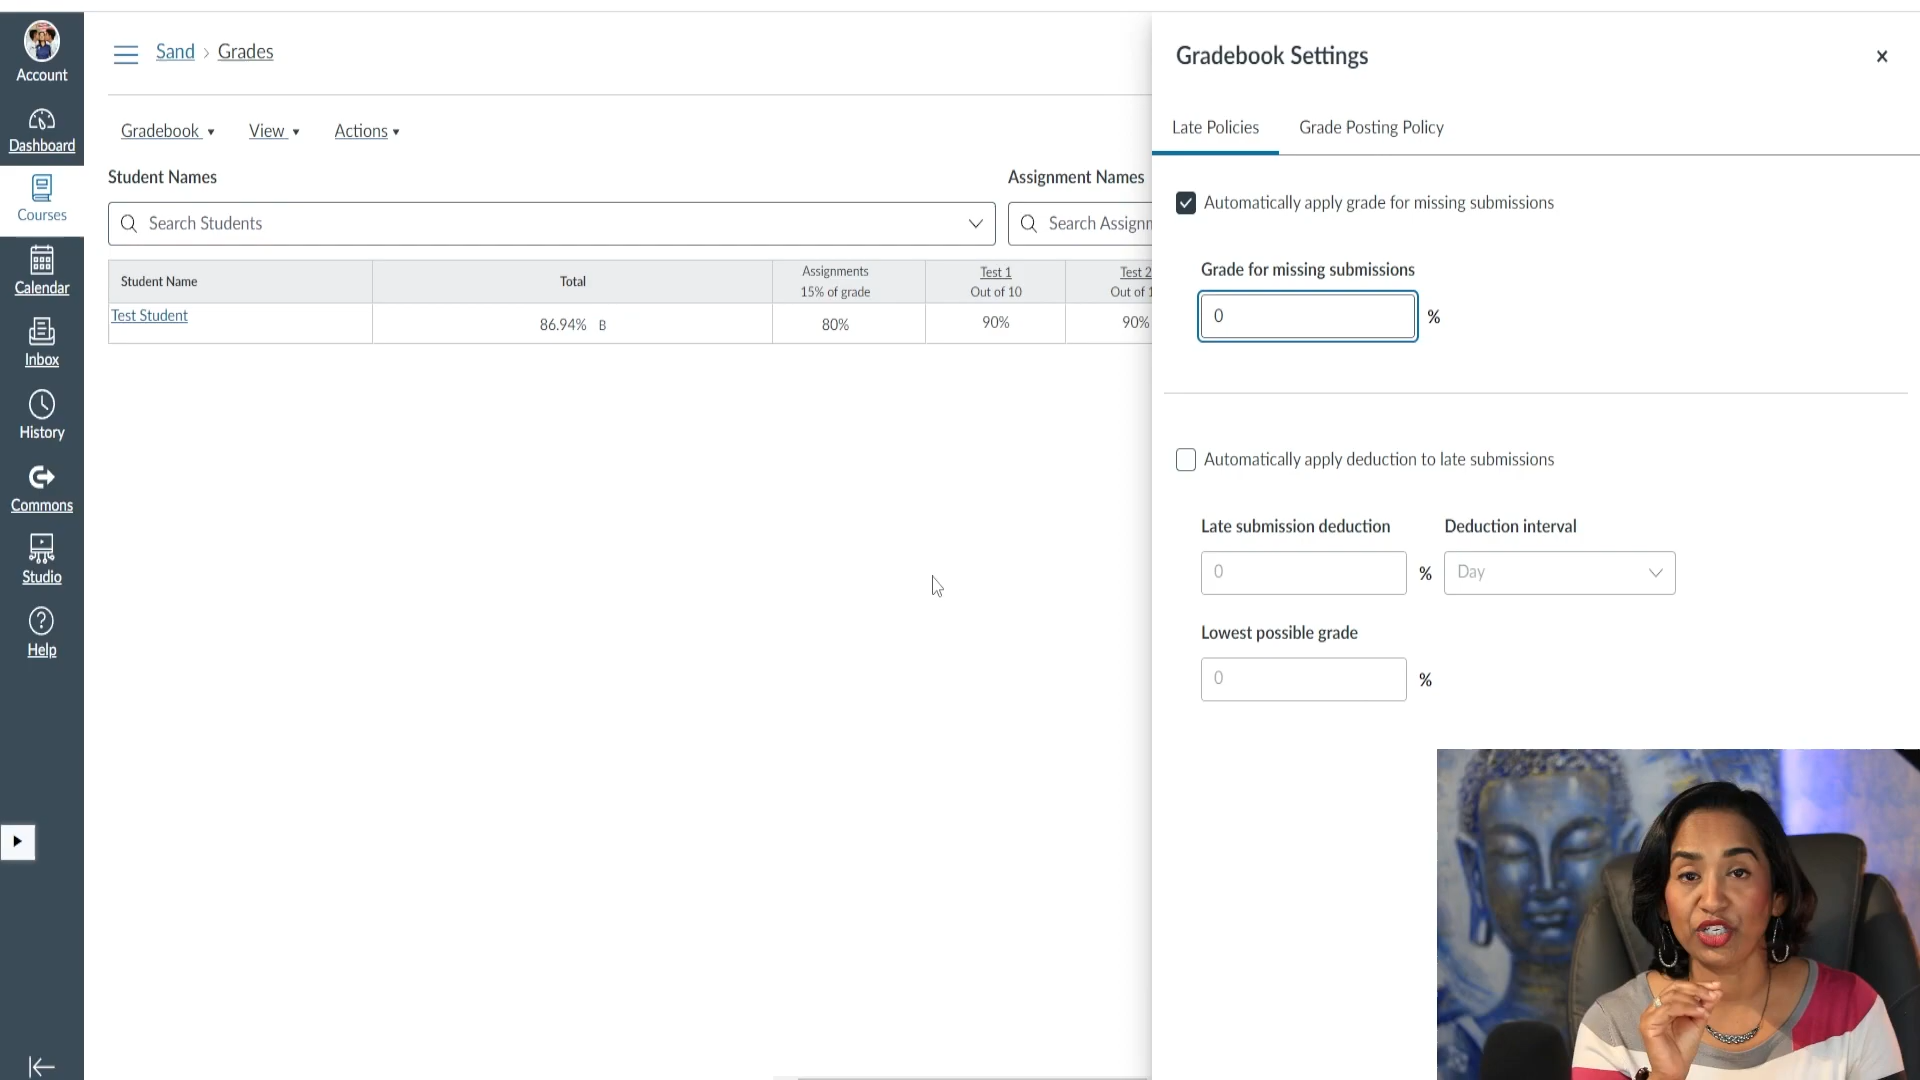 Account
Dashboard
Courses
Calendar
Inbox
History
Commons
Studio
Help
Sand › Grades
Gradebook View Actions
Student Names
Search Students
Assignment Names
Search Assignm
Student Name Total Assignments 15% of grade Test 1 Out of 10 Test 2 Out of 1
Test Student 86.94% B 80% 90% 90%
Gradebook Settings
Late Policies Grade Posting Policy
Automatically apply grade for missing submissions
Grade for missing submissions
0 %
Automatically apply deduction to late submissions
Late submission deduction Deduction interval
0 % Day
Lowest possible grade
0 %